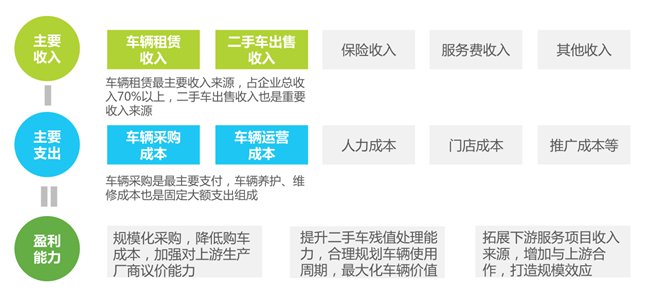 主要
收入
车辆租赁
收入
二手车出售
收入
保险收入
服务费收入
其他收入
车辆租赁最主要收入来源，占企业总收
入70%以上，二手车出售收入也是重要
收入来源
主要
支出
车辆采购
成本
车辆运营
成本
人力成本
门店成本
推广成本等
车辆采购是最主要支付，车辆养护、维
修成本也是固定大额支出组成
盈利
能力
规模化采购，降低购车
成本，加强对上游生产
厂商议价能力
提升二手车残值处理能
力，合理规划车辆使用
周期，最大化车辆价值
拓展下游服务项目收入
来源，增加与上游合
作，打造规模效应